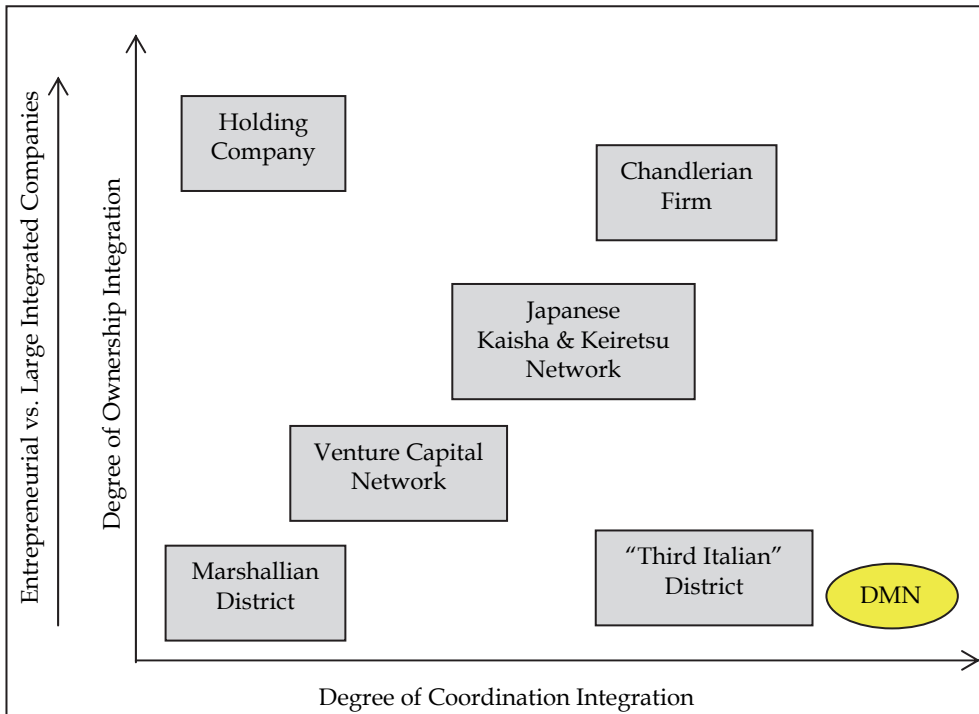 Entrepreneurial vs. Large Integrated Companies
Degree of Ownership Integration
Holding
Company
Chandlerian
Firm
Japanese
Kaisha & Keiretsu
Network
Venture Capital
Network
Marshallian
District
“Third Italian”
District
DMN
Degree of Coordination Integration